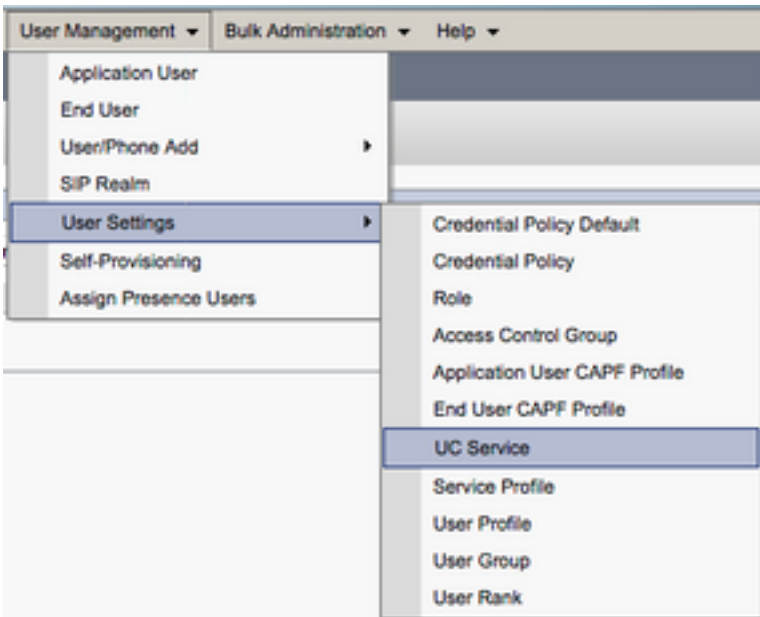 User Management Bulk Administration Help
Application User
End User
User/Phone Add
SIP Realm
User Settings
Self-Provisioning
Assign Presence Users
Credential Policy Default
Credential Policy
Role
Access Control Group
Application User CAPF Profile
End User CAPF Profile
UC Service
Service Profile
User Profile
User Group
User Rank